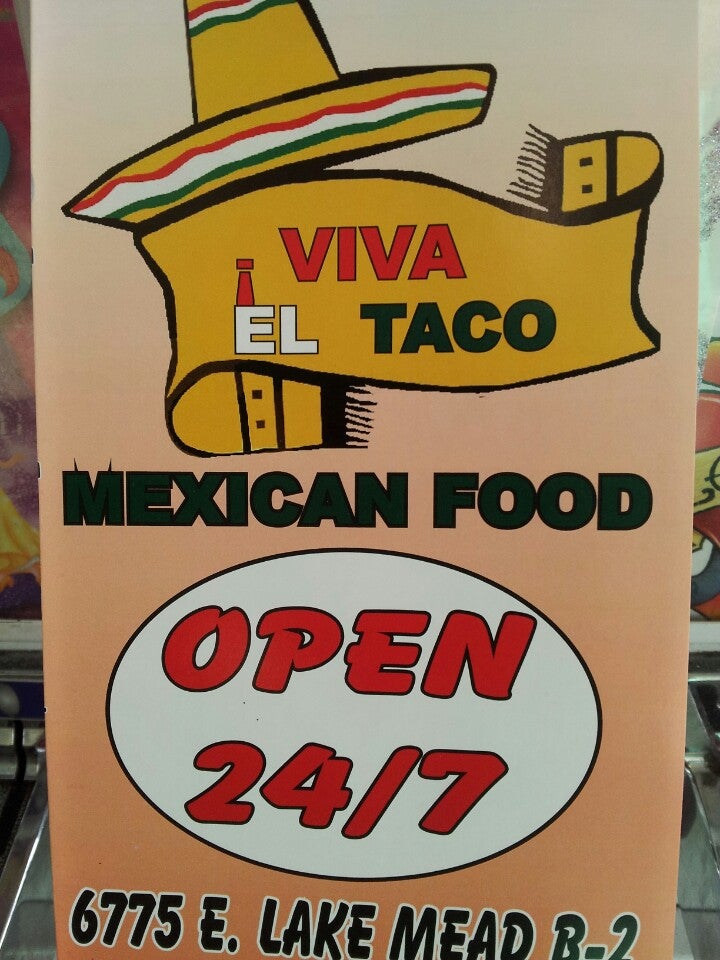 VIVA
¡EL TACO
MEXICAN FOOD
OPEN
24/7
6775 E. LAKE MEAD B-2